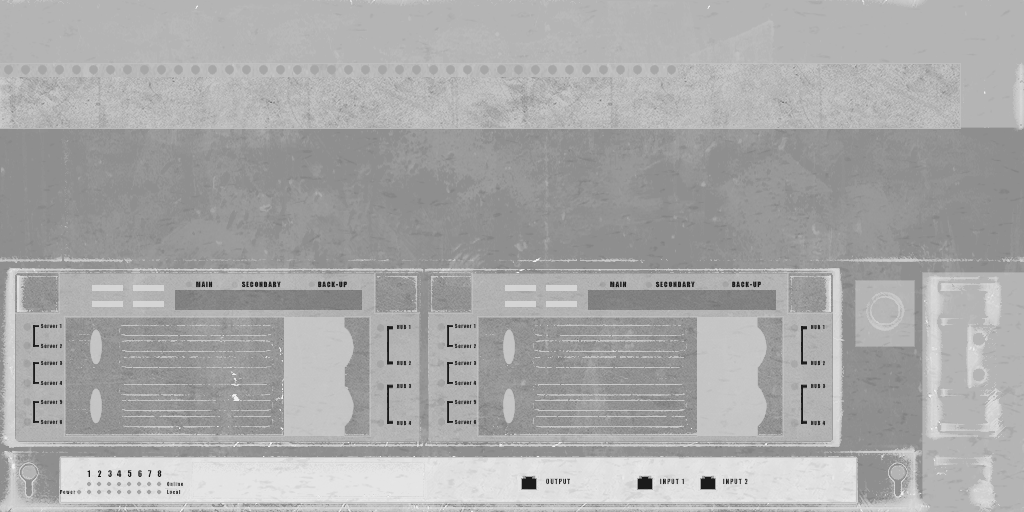 MAIN SECONDARY BACK-UP
MAIN SECONDARY BACK-UP
Server 1
Server 2
Server 3
Server 4
Server 5
Server 6
HUB 1
HUB 2
HUB 3
HUB 4
Server 1
Server 2
Server 3
Server 4
Server 5
Server 6
HUB 1
HUB 2
HUB 3
HUB 4
1 2 3 4 5 6 7 8
Online
Power Local
OUTPUT INPUT 1 INPUT 2